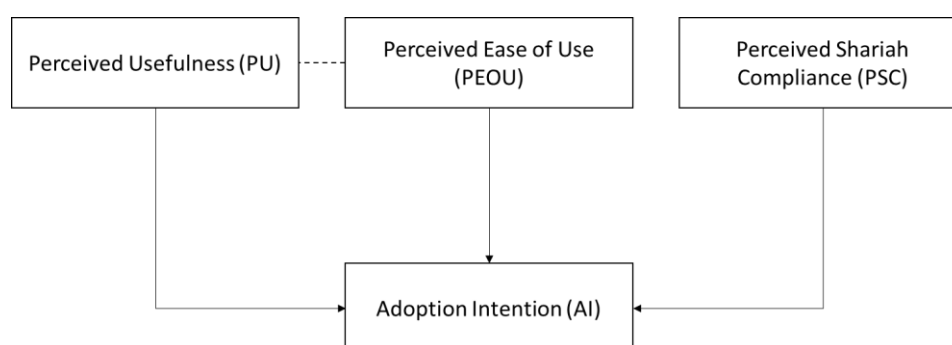 Perceived Usefulness (PU)
Perceived Ease of Use
(PEOU)
Perceived Shariah
Compliance (PSC)
Adoption Intention (AI)